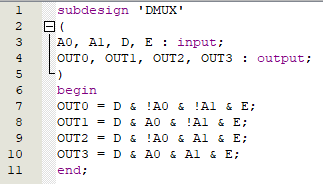 1 subdesign 'DMUX'
2 (
3 A0, A1, D, E : input;
4 OUT0, OUT1, OUT2, OUT3 : output;
5 )
6 begin
7 OUT0 = D & !A0 & !A1 & E;
8 OUT1 = D & A0 & !A1 & E;
9 OUT2 = D & !A0 & A1 & E;
10 OUT3 = D & A0 & A1 & E;
11 end;